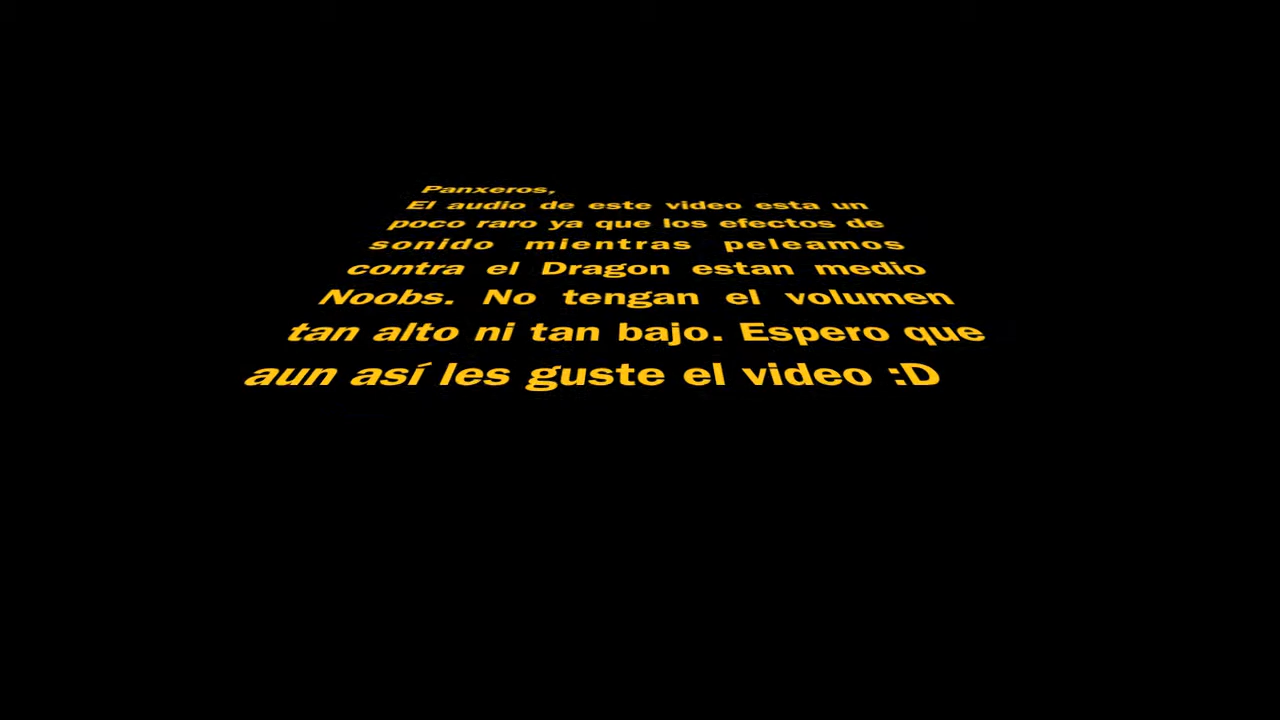 Panxeros,
El audio de este video esta un
poco raro ya que los efectos de
sonido mientras peleamos
contra el Dragon estan medio
Noobs. No tengan el volumen
tan alto ni tan bajo. Espero que
aun así les guste el video :D